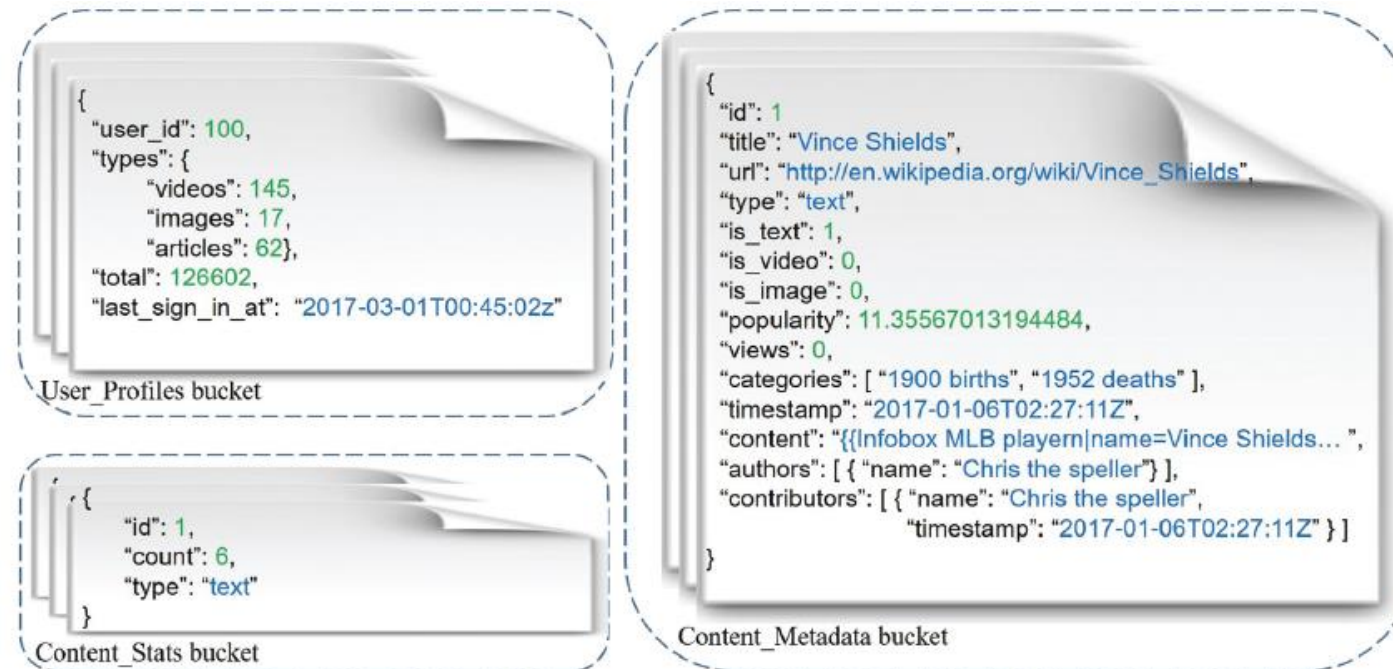 {
“user_id”: 100,
“types”: {
“videos”: 145,
“images”: 17,
“articles”: 62},
“total”: 126602,
“last_sign_in_at”: “2017-03-01T00:45:02z”
User_Profiles bucket
{
“id”: 1,
“count”: 6,
“type”: “text”
}
Content_Stats bucket
{
“id”: 1
“title”: “Vince Shields”,
“url”: “http://en.wikipedia.org/wiki/Vince_Shields”,
“type”: “text”,
“is_text”: 1,
“is_video”: 0,
“is_image”: 0,
“popularity”: 11.35567013194484,
“views”: 0,
“categories”: [ “1900 births”, “1952 deaths” ],
“timestamp”: “2017-01-06T02:27:11Z”,
“content”: “{{Infobox MLB playern|name=Vince Shields… ”,
“authors”: [ { “name”: “Chris the speller”} ],
“contributors”: [ { “name”: “Chris the speller”,
“timestamp”: “2017-01-06T02:27:11Z” } ]
}
Content_Metadata bucket